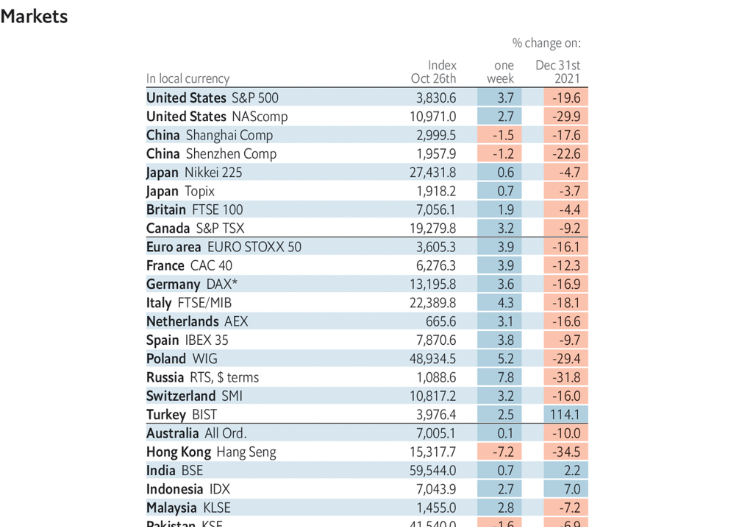 Markets
% change on:
Index one Dec 31st
In local currency Oct 26th week 2021
United States S&P 500 3,830.6 3.7 -19.6
United States NAScomp 10,971.0 2.7 -29.9
China Shanghai Comp 2,999.5 -1.5 -17.6
China Shenzhen Comp 1,957.9 -1.2 -22.6
Japan Nikkei 225 27,431.8 0.6 -4.7
Japan Topix 1,918.2 0.7 -3.7
Britain FTSE 100 7,056.1 1.9 -4.4
Canada S&P TSX 19,279.8 3.2 -9.2
Euro area EURO STOXX 50 3,605.3 3.9 -16.1
France CAC 40 6,276.3 3.9 -12.3
Germany DAX* 13,195.8 3.6 -16.9
Italy FTSE/MIB 22,389.8 4.3 -18.1
Netherlands AEX 665.6 3.1 -16.6
Spain IBEX 35 7,870.6 3.8 -9.7
Poland WIG 48,934.5 5.2 -29.4
Russia RTS, $ terms 1,088.6 7.8 -31.8
Switzerland SMI 10,817.2 3.2 -16.0
Turkey BIST 3,976.4 2.5 114.1
Australia All Ord. 7,005.1 0.1 -10.0
Hong Kong Hang Seng 15,317.7 -7.2 -34.5
India BSE 59,544.0 0.7 2.2
Indonesia IDX 7,043.9 2.7 7.0
Malaysia KLSE 1,455.0 2.8 -7.2
Pakistan KSE 41,540.0 -1.6 -6.9